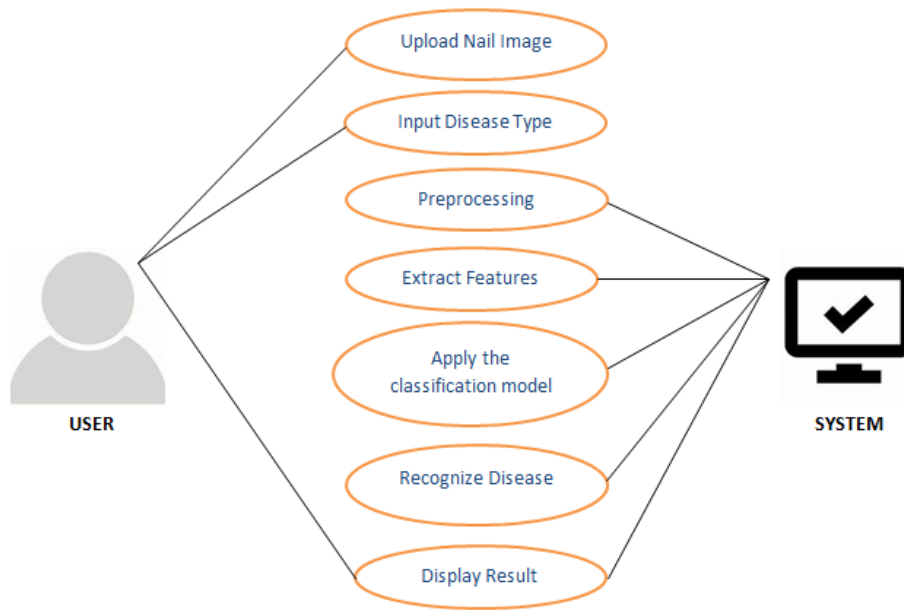 Upload Nail Image
Input Disease Type
Preprocessing
Extract Features
Apply the
classification model
USER
SYSTEM
Recognize Disease
Display Result